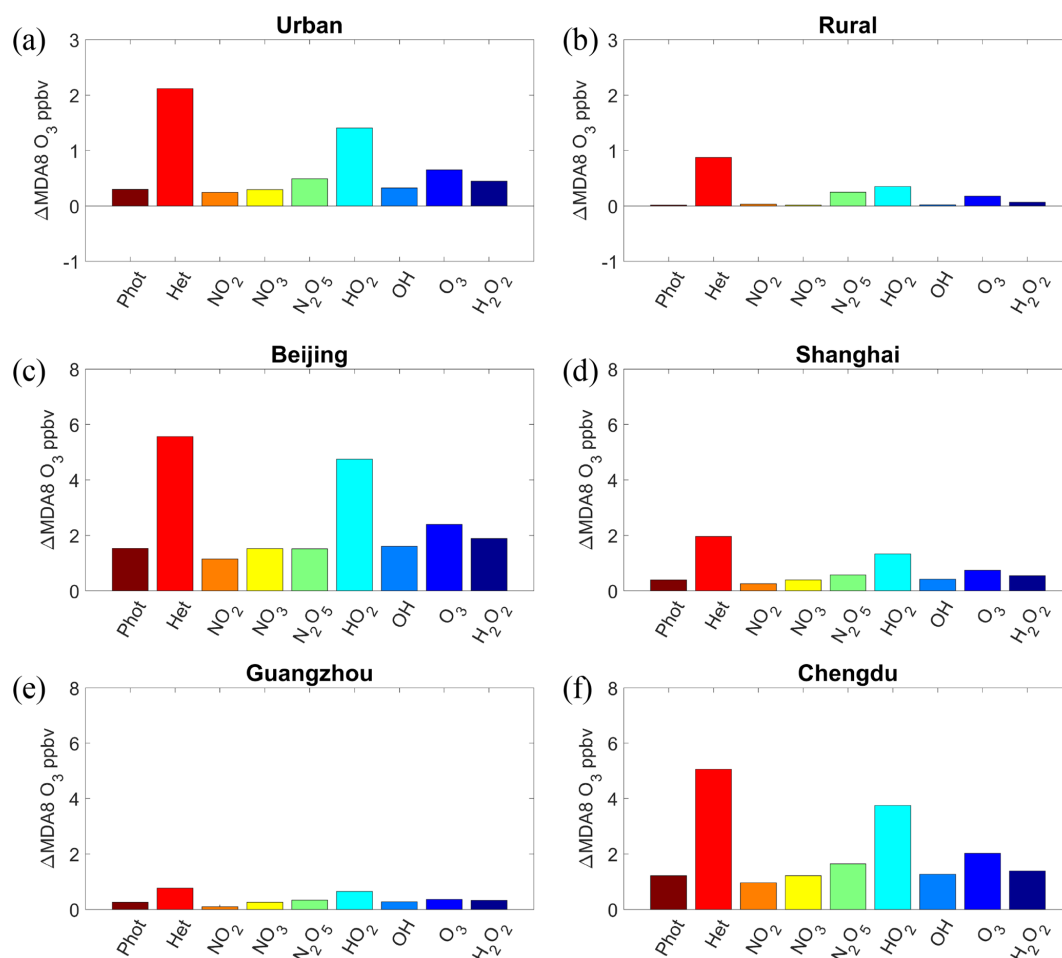 (a)
Urban
ΔMDA8 O3 ppbv
3
2
1
0
-1
Phot Het NO2 NO3 N2O5 HO2 OH O3 H2O2
(b)
Rural
ΔMDA8 O3 ppbv
3
2
1
0
-1
Phot Het NO2 NO3 N2O5 HO2 OH O3 H2O2
(c)
Beijing
ΔMDA8 O3 ppbv
8
6
4
2
0
Phot Het NO2 NO3 N2O5 HO2 OH O3 H2O2
(d)
Shanghai
ΔMDA8 O3 ppbv
8
6
4
2
0
Phot Het NO2 NO3 N2O5 HO2 OH O3 H2O2
(e)
Guangzhou
ΔMDA8 O3 ppbv
8
6
4
2
0
Phot Het NO2 NO3 N2O5 HO2 OH O3 H2O2
(f)
Chengdu
ΔMDA8 O3 ppbv
8
6
4
2
0
Phot Het NO2 NO3 N2O5 HO2 OH O3 H2O2